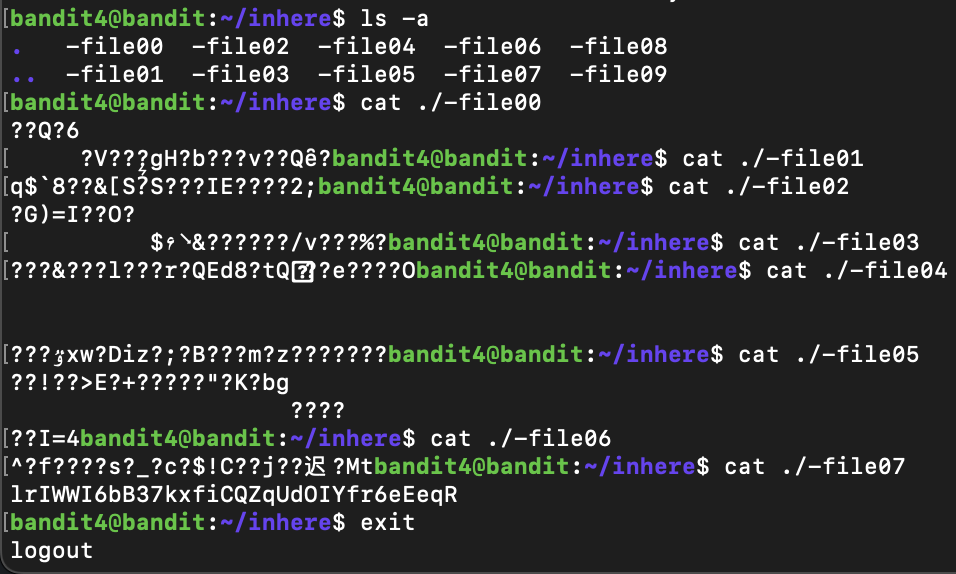 bandit4@bandit:~/inhere$ ls -a
.   -file00  -file02  -file04  -file06  -file08
..  -file01  -file03  -file05  -file07  -file09
bandit4@bandit:~/inhere$ cat ./-file00
??Q?6
?V???gH?b???v??Qê?bandit4@bandit:~/inhere$ cat ./-file01
q$`8??&[S?S???IE????2;bandit4@bandit:~/inhere$ cat ./-file02
?G)=I??O?
&??????/v???%?bandit4@bandit:~/inhere$ cat ./-file03
???&???l???r?QEd8?tQ??e????Obandit4@bandit:~/inhere$ cat ./-file04
???xw?Diz?;?B???m?z???????bandit4@bandit:~/inhere$ cat ./-file05
??!??>E?+?????"?K?bg
????
??I=4bandit4@bandit:~/inhere$ cat ./-file06
^?f????s?_?c?$!C??j??迟 ?Mtbandit4@bandit:~/inhere$ cat ./-file07
lrIWWI6bB37kxfiCQZqUdOIYfr6eEeqR
bandit4@bandit:~/inhere$ exit
logout